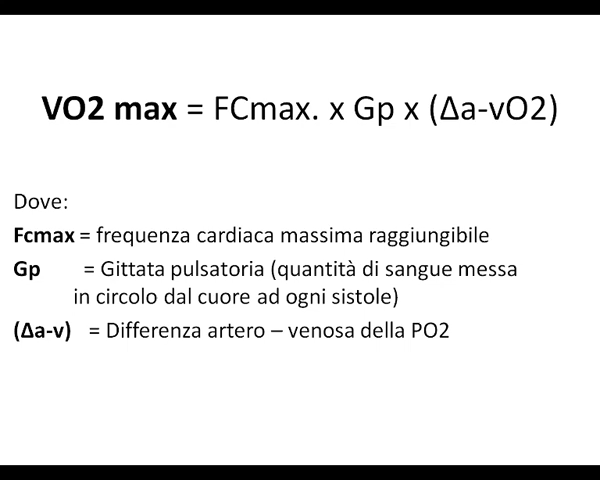 VO2 max = FCmax. x Gp x (Δa-vO2)
Dove:
Fcmax = frequenza cardiaca massima raggiungibile
Gp = Gittata pulsatoria (quantità di sangue messa
in circolo dal cuore ad ogni sistole)
(Δa-v) = Differenza artero – venosa della PO2